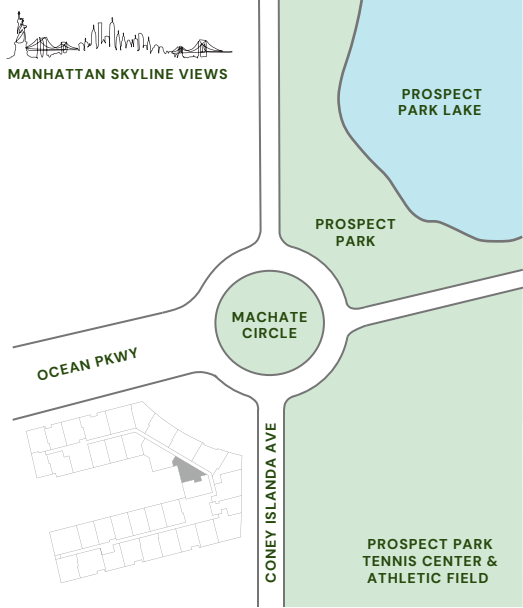 MANHATTAN SKYLINE VIEWS
PROSPECT
PARK LAKE
PROSPECT
PARK
MACHATE
CIRCLE
OCEAN PKWY
CONEY ISLANDA AVE
PROSPECT PARK
TENNIS CENTER &
ATHLETIC FIELD